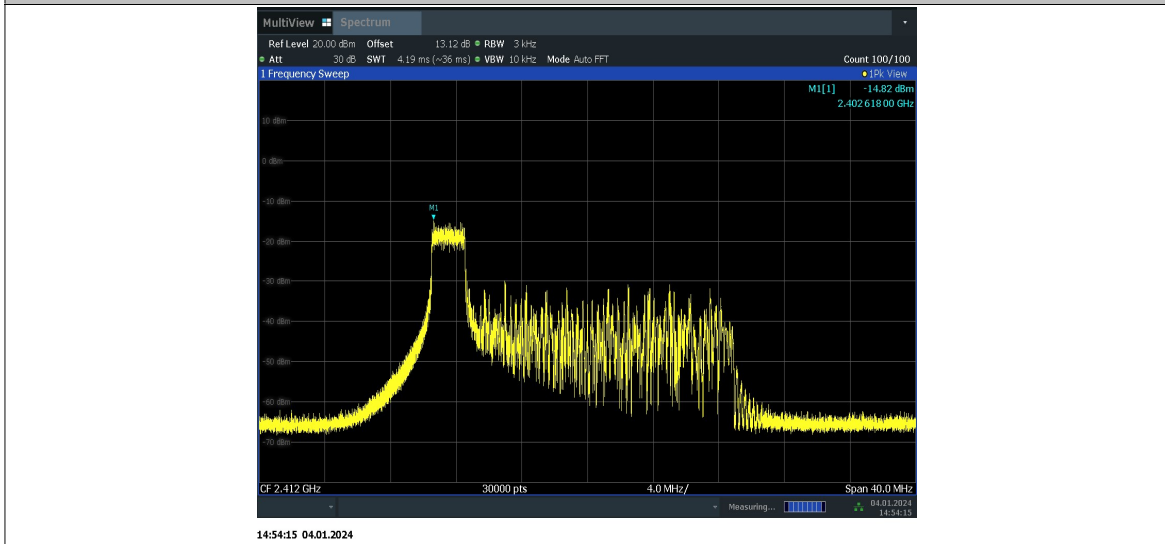 MultiView Spectrum
Ref Level 20.00 dBm Offset 13.12 dB RBW 3 kHz
Att 30 dB SWT 4.19 ms (~36 ms) VBW 10 kHz Mode Auto FFT Count 100/100
1 Frequency Sweep 1Pk View
M1[1] -14.82 dBm
2.402 618 00 GHz
10 dBm
0 dBm
-10 dBm
M1
-20 dBm
-30 dBm
-40 dBm
-50 dBm
-60 dBm
-70 dBm
CF 2.412 GHz 30000 pts 4.0 MHz/ Span 40.0 MHz
Measuring... 04.01.2024
14:54:15
14:54:15 04.01.2024